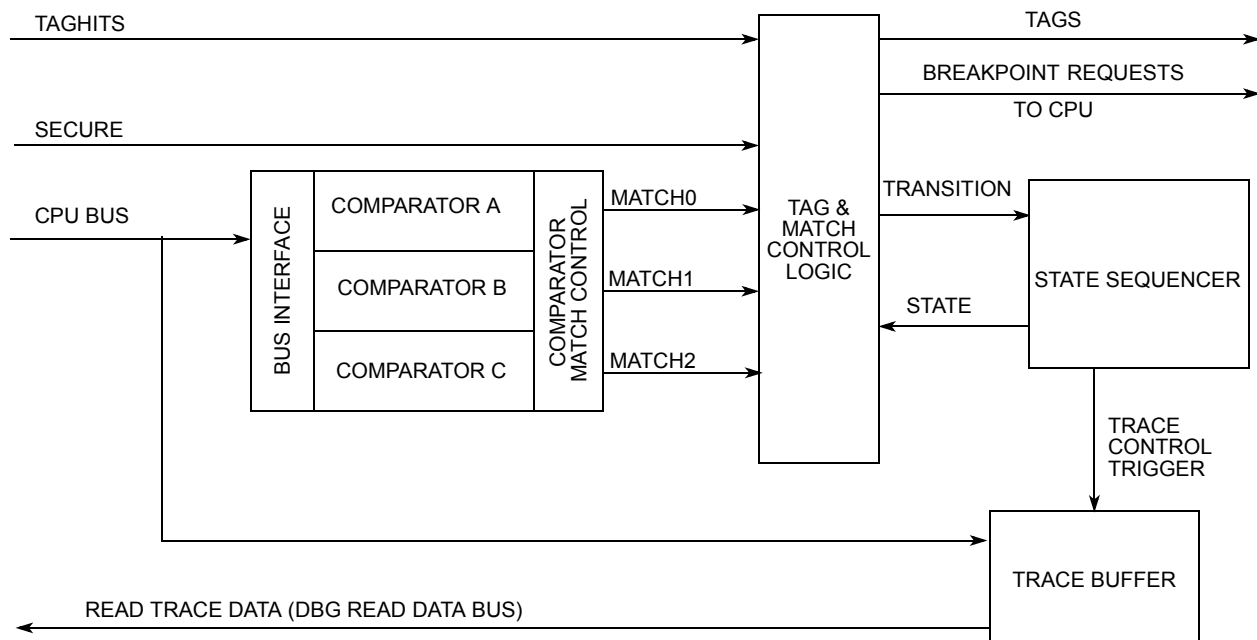 TAGHITS
TAGS
BREAKPOINT REQUESTS
TO CPU
SECURE
CPU BUS
BUS INTERFACE
COMPARATOR A
COMPARATOR B
COMPARATOR C
COMPARATOR
MATCH CONTROL
MATCH0
MATCH1
MATCH2
TAG &
MATCH
CONTROL
LOGIC
TRANSITION
STATE
STATE SEQUENCER
TRACE
CONTROL
TRIGGER
TRACE BUFFER
READ TRACE DATA (DBG READ DATA BUS)